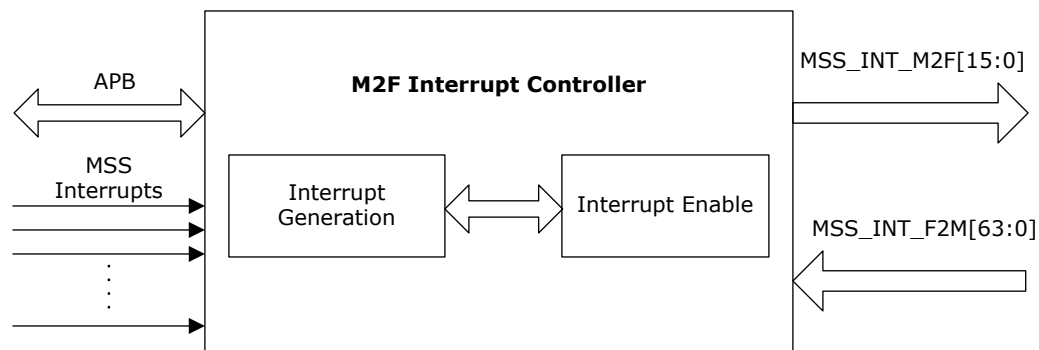 APB
M2F Interrupt Controller
MSS_INT_M2F[15:0]
MSS
Interrupts
Interrupt
Generation
Interrupt Enable
MSS_INT_F2M[63:0]